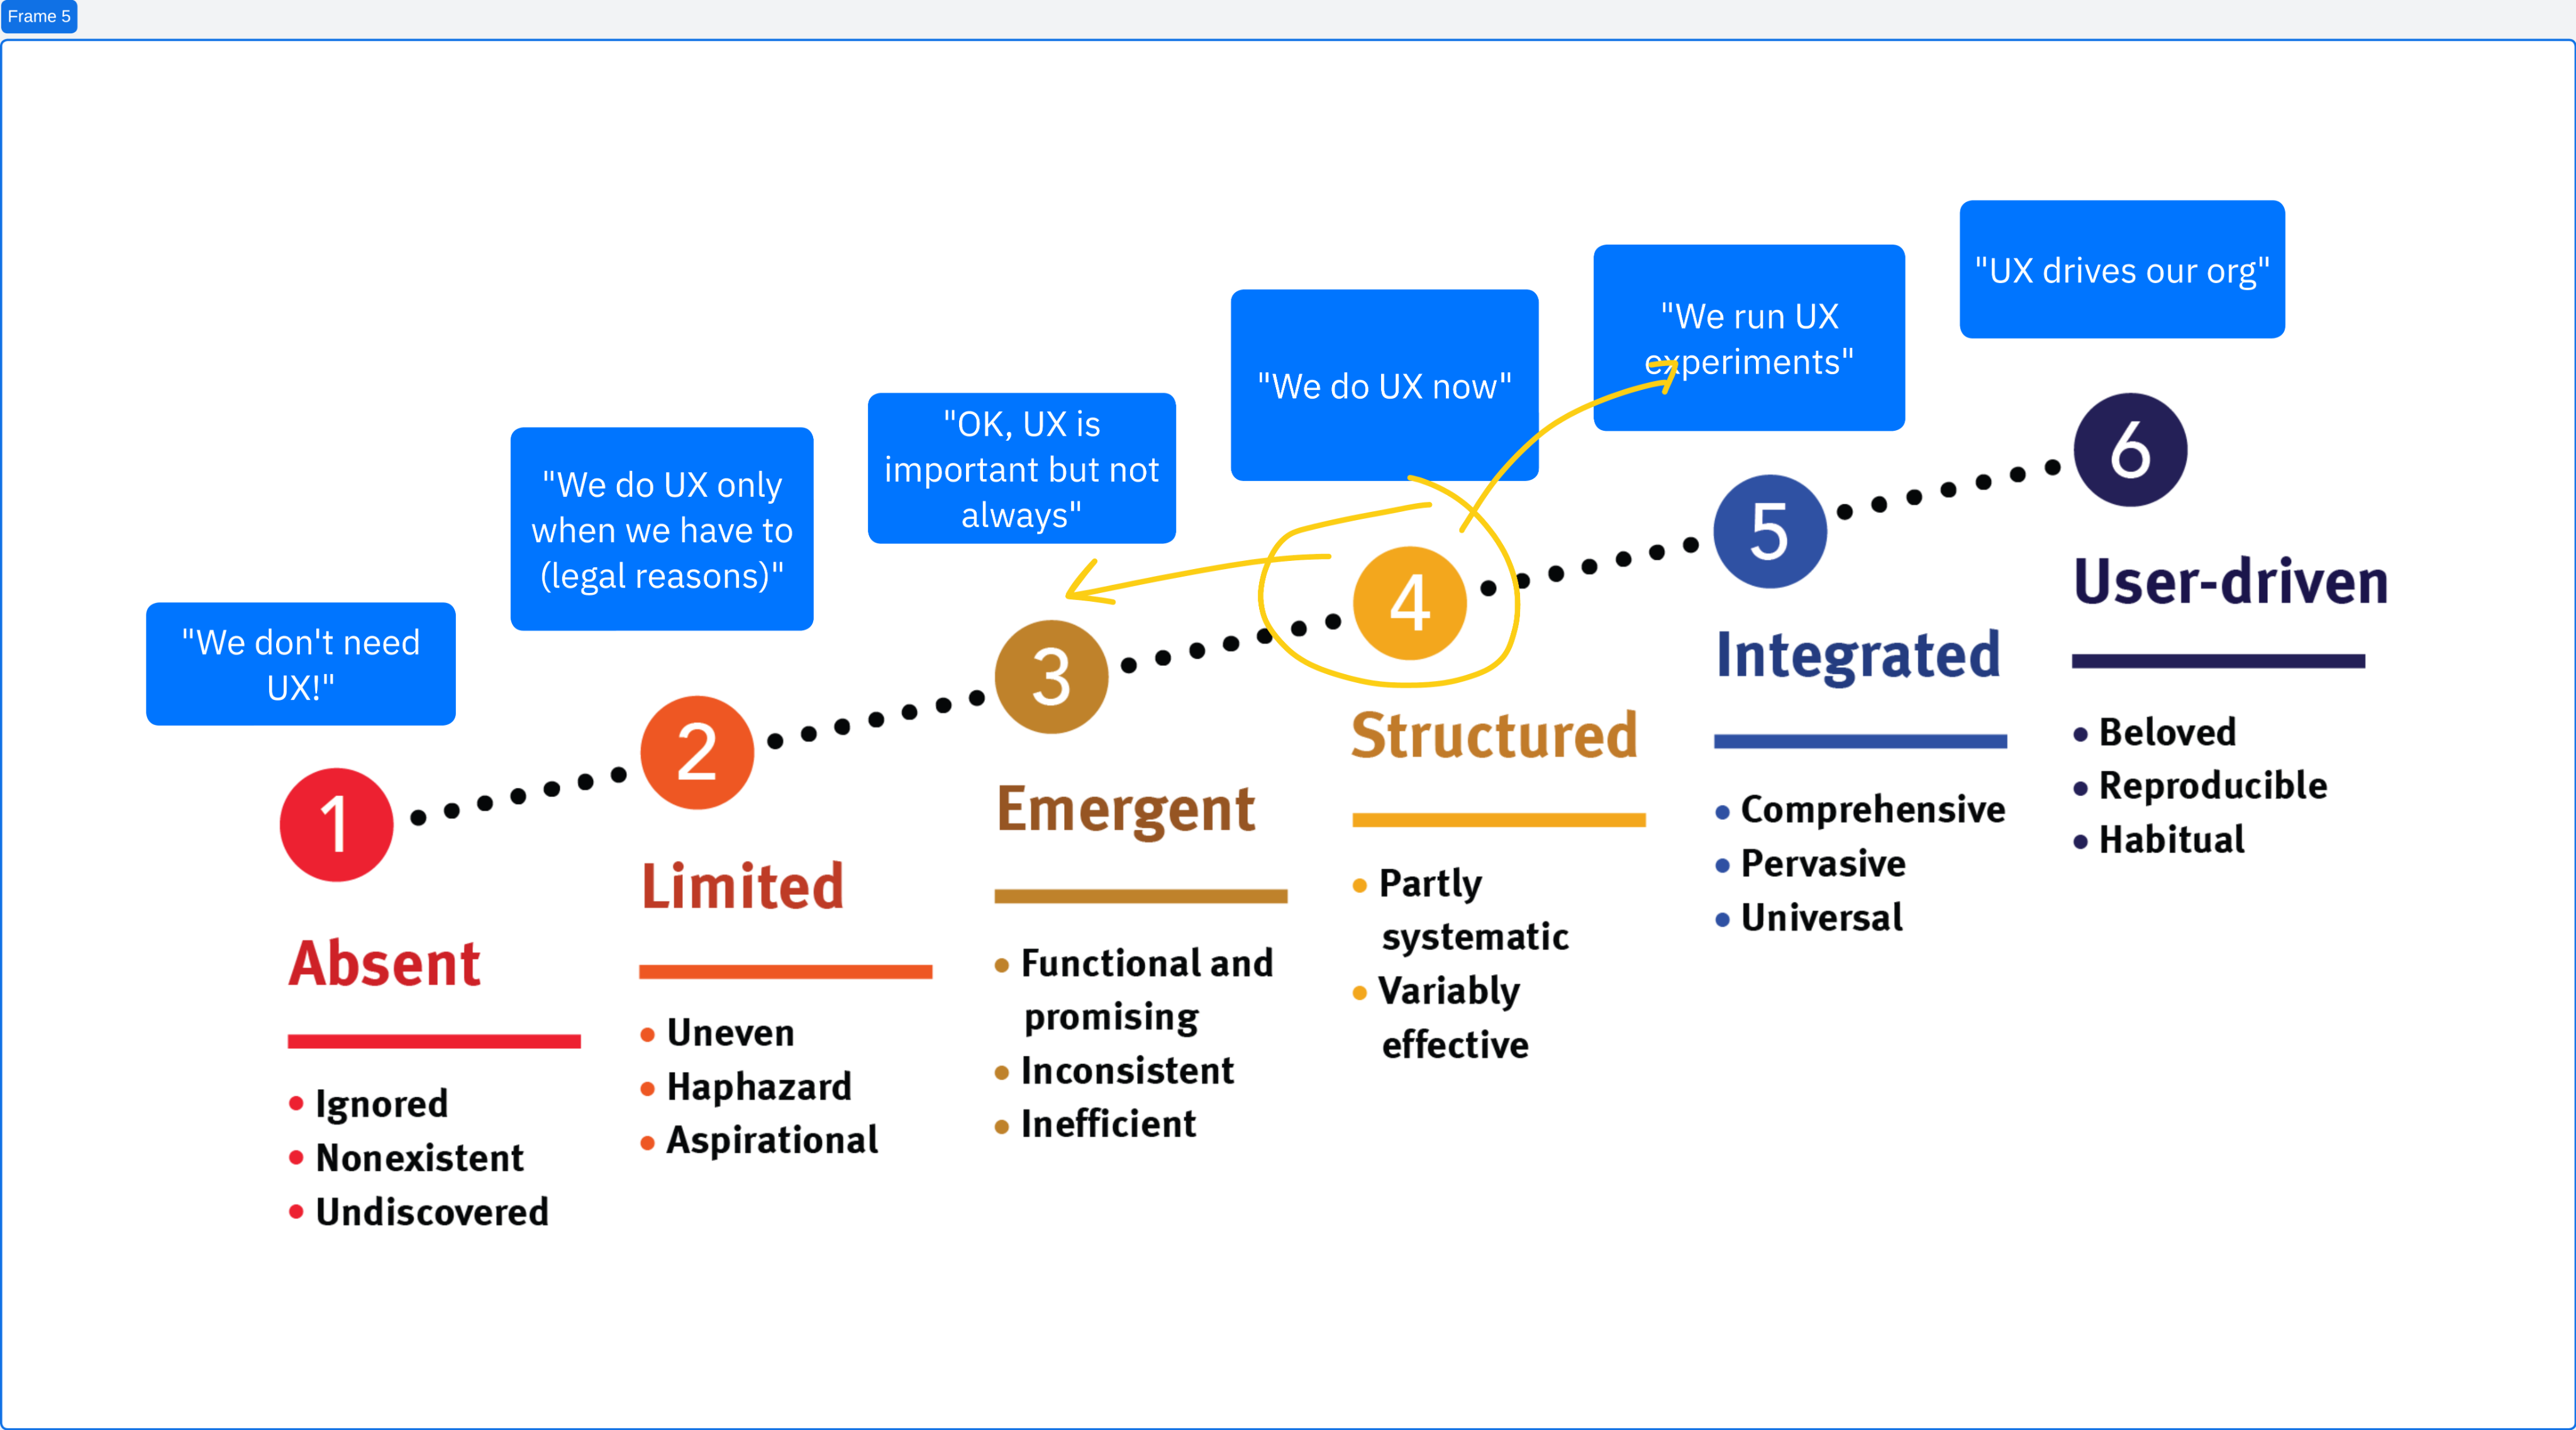 Frame 5
"We don't need
UX!"
1
Absent
• Ignored
• Nonexistent
• Undiscovered
"We do UX only
when we have to
(legal reasons)"
2
Limited
• Uneven
• Haphazard
• Aspirational
"OK, UX is
important but not
always"
3
Emergent
• Functional and
promising
• Inconsistent
• Inefficient
"We do UX now"
4
Structured
• Partly
systematic
• Variably
effective
"We run UX
experiments"
5
Integrated
• Comprehensive
• Pervasive
• Universal
"UX drives our org"
6
User-driven
• Beloved
• Reproducible
• Habitual